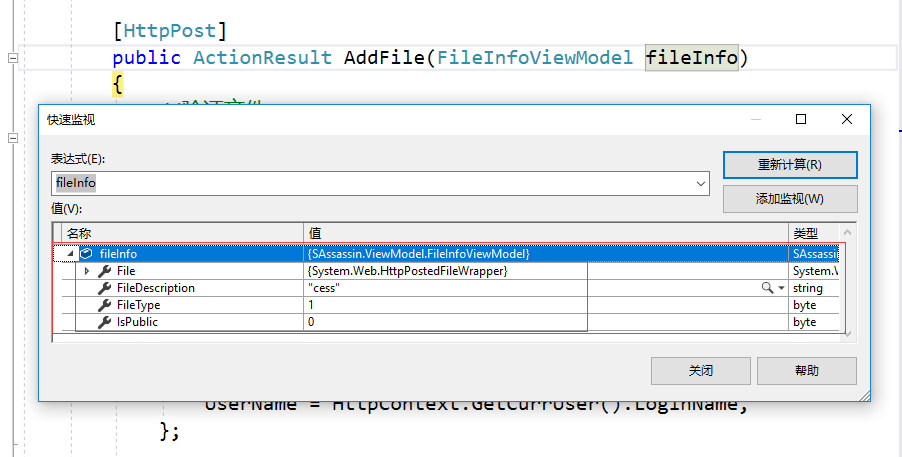 [HttpPost]
public ActionResult AddFile(FileInfoViewModel fileInfo)
{
快速监视
表达式(E):
重新计算(R)
fileInfo
添加监视(W)
值(V):
名称 值 类型
fileInfo {SAssassin.ViewModel.FileInfoViewModel} SAssassin
File {System.Web.HttpPostedFileWrapper} System.W
FileDescription "cess" string
FileType 1 byte
IsPublic 0 byte
关闭 帮助
UserName = HttpContext.GetCurrUser().LoginName,
};